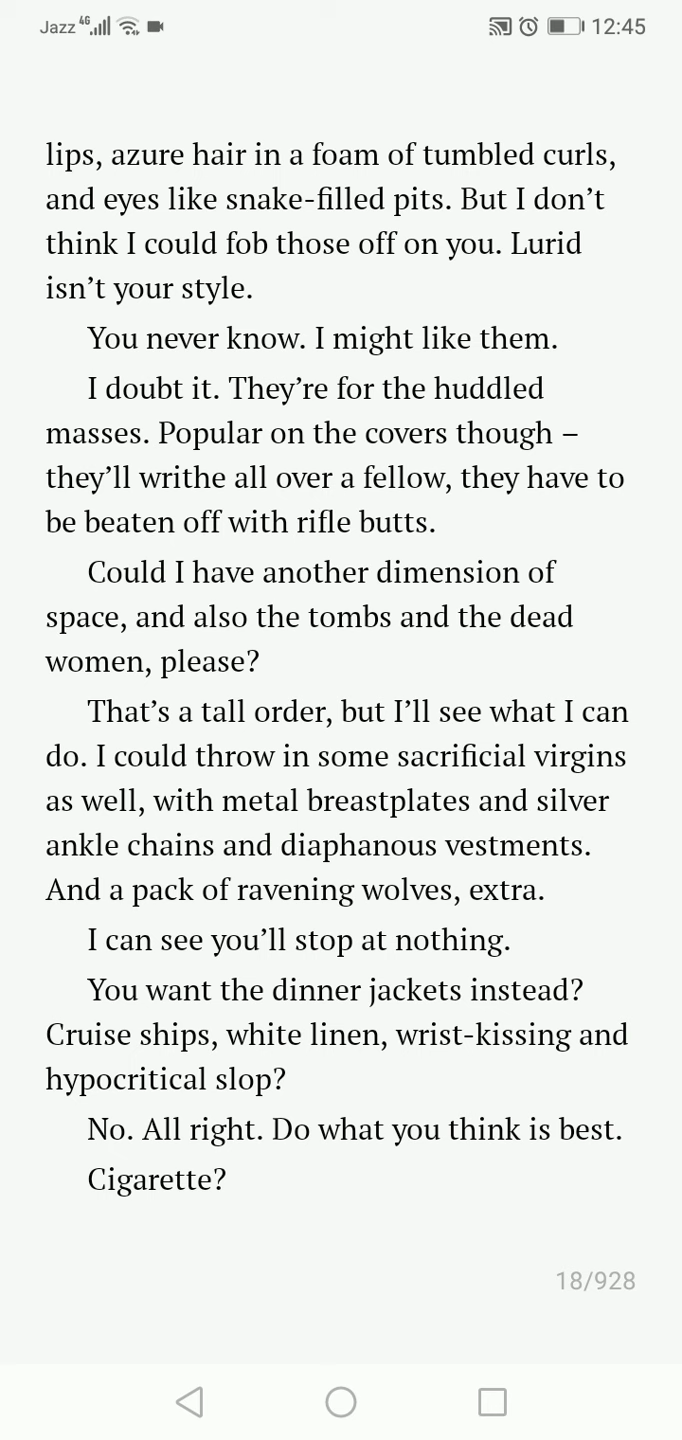 Jazz 4G 12:45
lips, azure hair in a foam of tumbled curls,
and eyes like snake-filled pits. But I don’t
think I could fob those off on you. Lurid
isn’t your style.
You never know. I might like them.
I doubt it. They’re for the huddled
masses. Popular on the covers though –
they’ll writhe all over a fellow, they have to
be beaten off with rifle butts.
Could I have another dimension of
space, and also the tombs and the dead
women, please?
That’s a tall order, but I’ll see what I can
do. I could throw in some sacrificial virgins
as well, with metal breastplates and silver
ankle chains and diaphanous vestments.
And a pack of ravening wolves, extra.
I can see you’ll stop at nothing.
You want the dinner jackets instead?
Cruise ships, white linen, wrist-kissing and
hypocritical slop?
No. All right. Do what you think is best.
Cigarette?
18/928